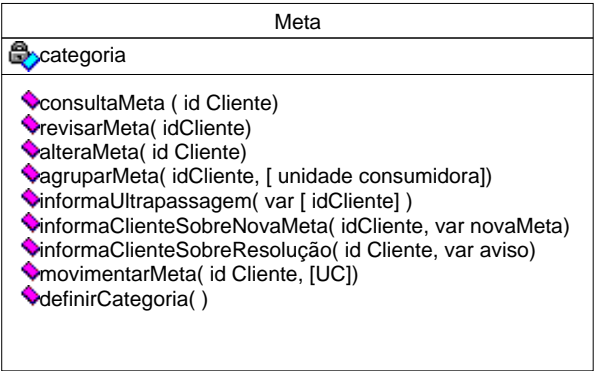 Meta
categoria
consultaMeta ( id Cliente)
revisarMeta( idCliente)
alteraMeta( id Cliente)
agruparMeta( idCliente, [ unidade consumidora])
informaUltrapassagem( var [ idCliente] )
informaClienteSobreNovaMeta( idCliente, var novaMeta)
informaClienteSobreResolução( id Cliente, var aviso)
movimentarMeta( id Cliente, [UC])
definirCategoria( )